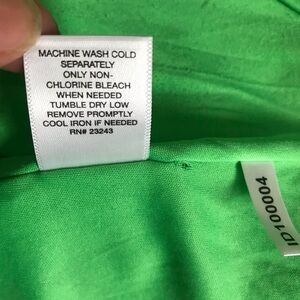 MACHINE WASH COLD
SEPARATELY
ONLY NON-
CHLORINE BLEACH
WHEN NEEDED
TUMBLE DRY LOW
REMOVE PROMPTLY
COOL IRON IF NEEDED
RN# 23243
ID100004